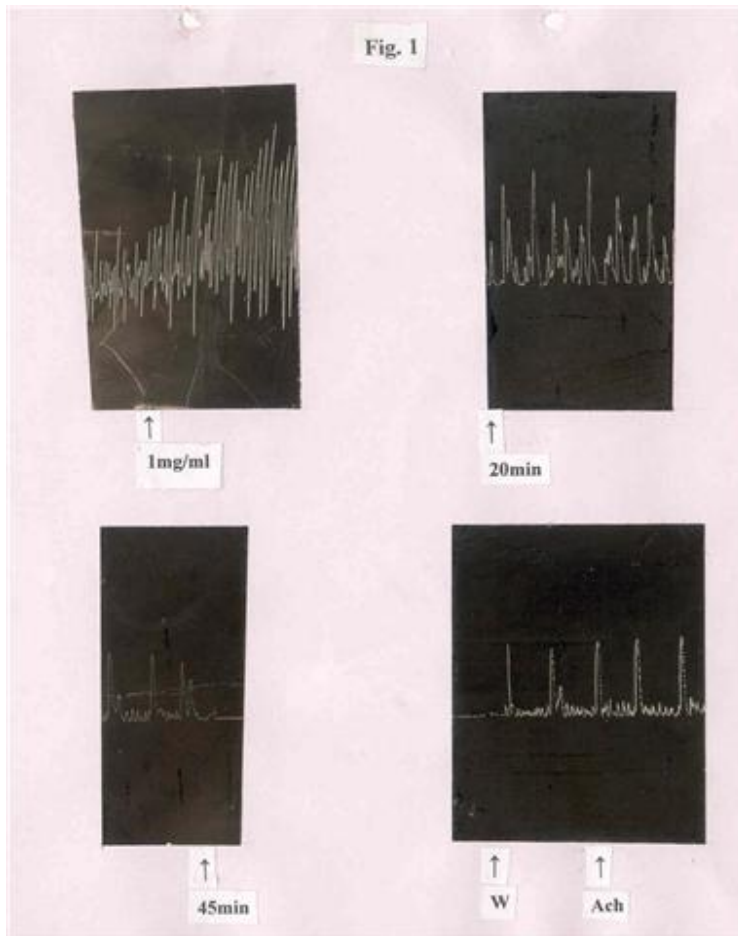 Fig. 1
↑ ↑
1mg/ml 20min
↑ ↑ ↑
45min W Ach